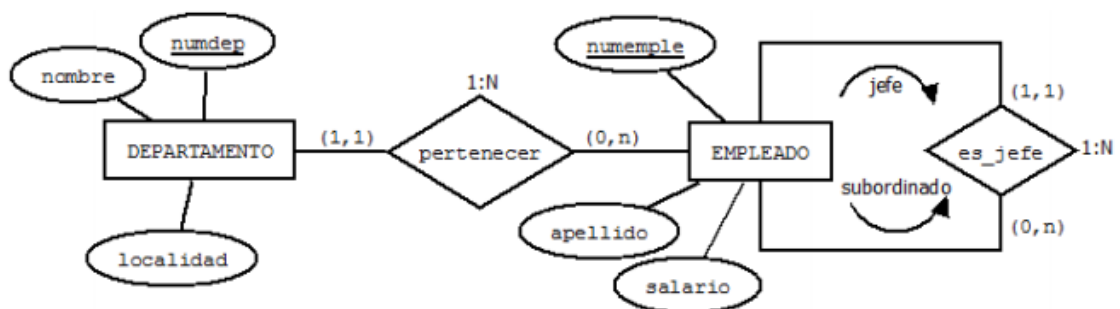 numdep
nombre
1:N
DEPARTAMENTO
(1,1)
pertenecer
(0,n)
localidad
numemple
EMPLEADO
apellido
salario
jefe
(1,1)
es_jefe
1:N
subordinado
(0,n)